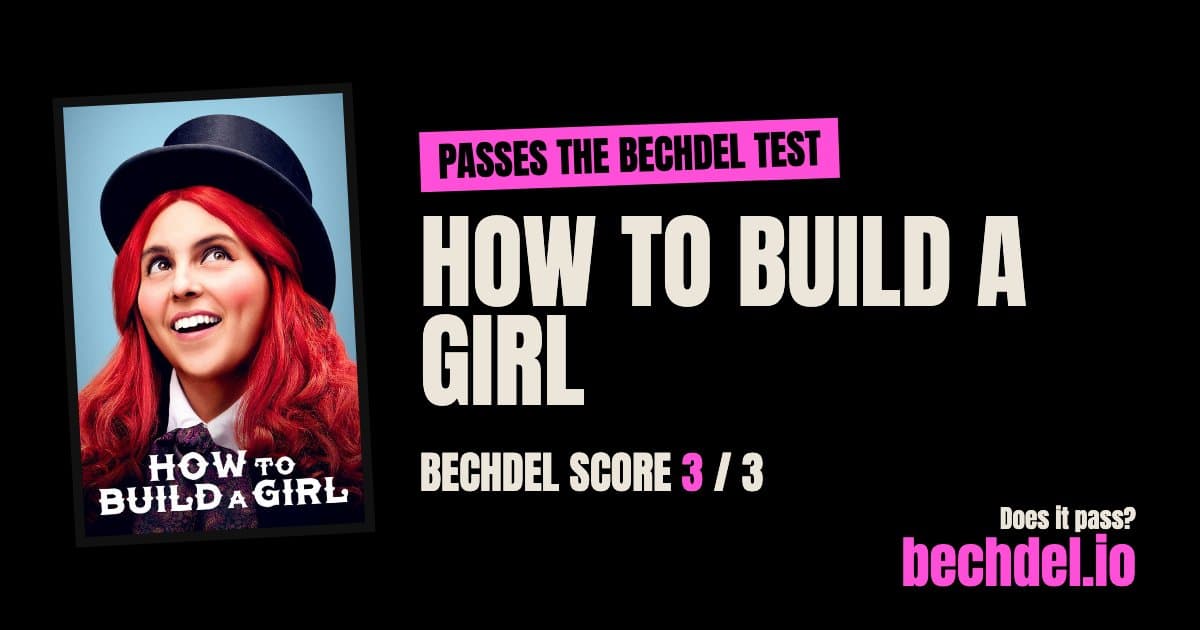 HOW TO
BUILD A GIRL
PASSES THE BECHDEL TEST
HOW TO BUILD A
GIRL
BECHDEL SCORE 3 / 3
Does it pass?
bechdel.io